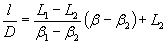 l/D = (L₁ − L₂)/(β₁ − β₂) (β − β₂) + L₂